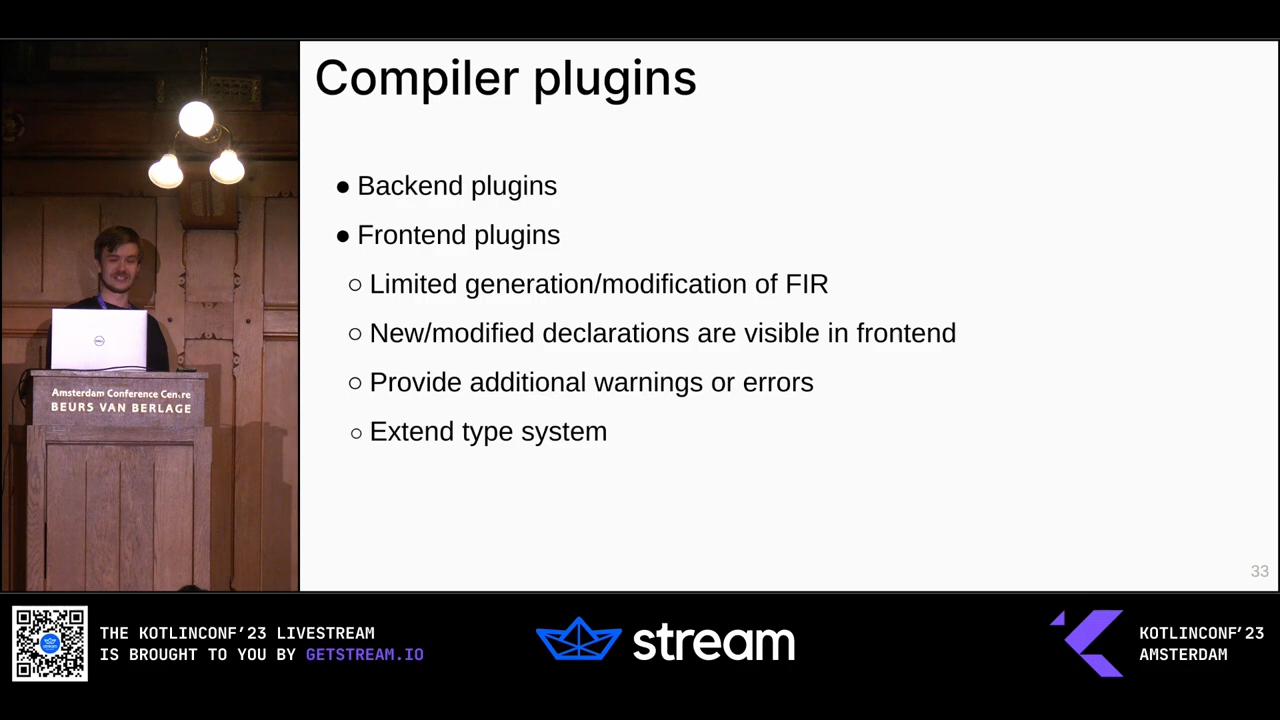 Compiler plugins
● Backend plugins
● Frontend plugins
○ Limited generation/modification of FIR
○ New/modified declarations are visible in frontend
○ Provide additional warnings or errors
○ Extend type system
33
Amsterdam Conference Centre
BEURS VAN BERLAGE
DELL
THE KOTLINCONF'23 LIVESTREAM
IS BROUGHT TO YOU BY GETSTREAM.IO
stream
KOTLINCONF'23
AMSTERDAM